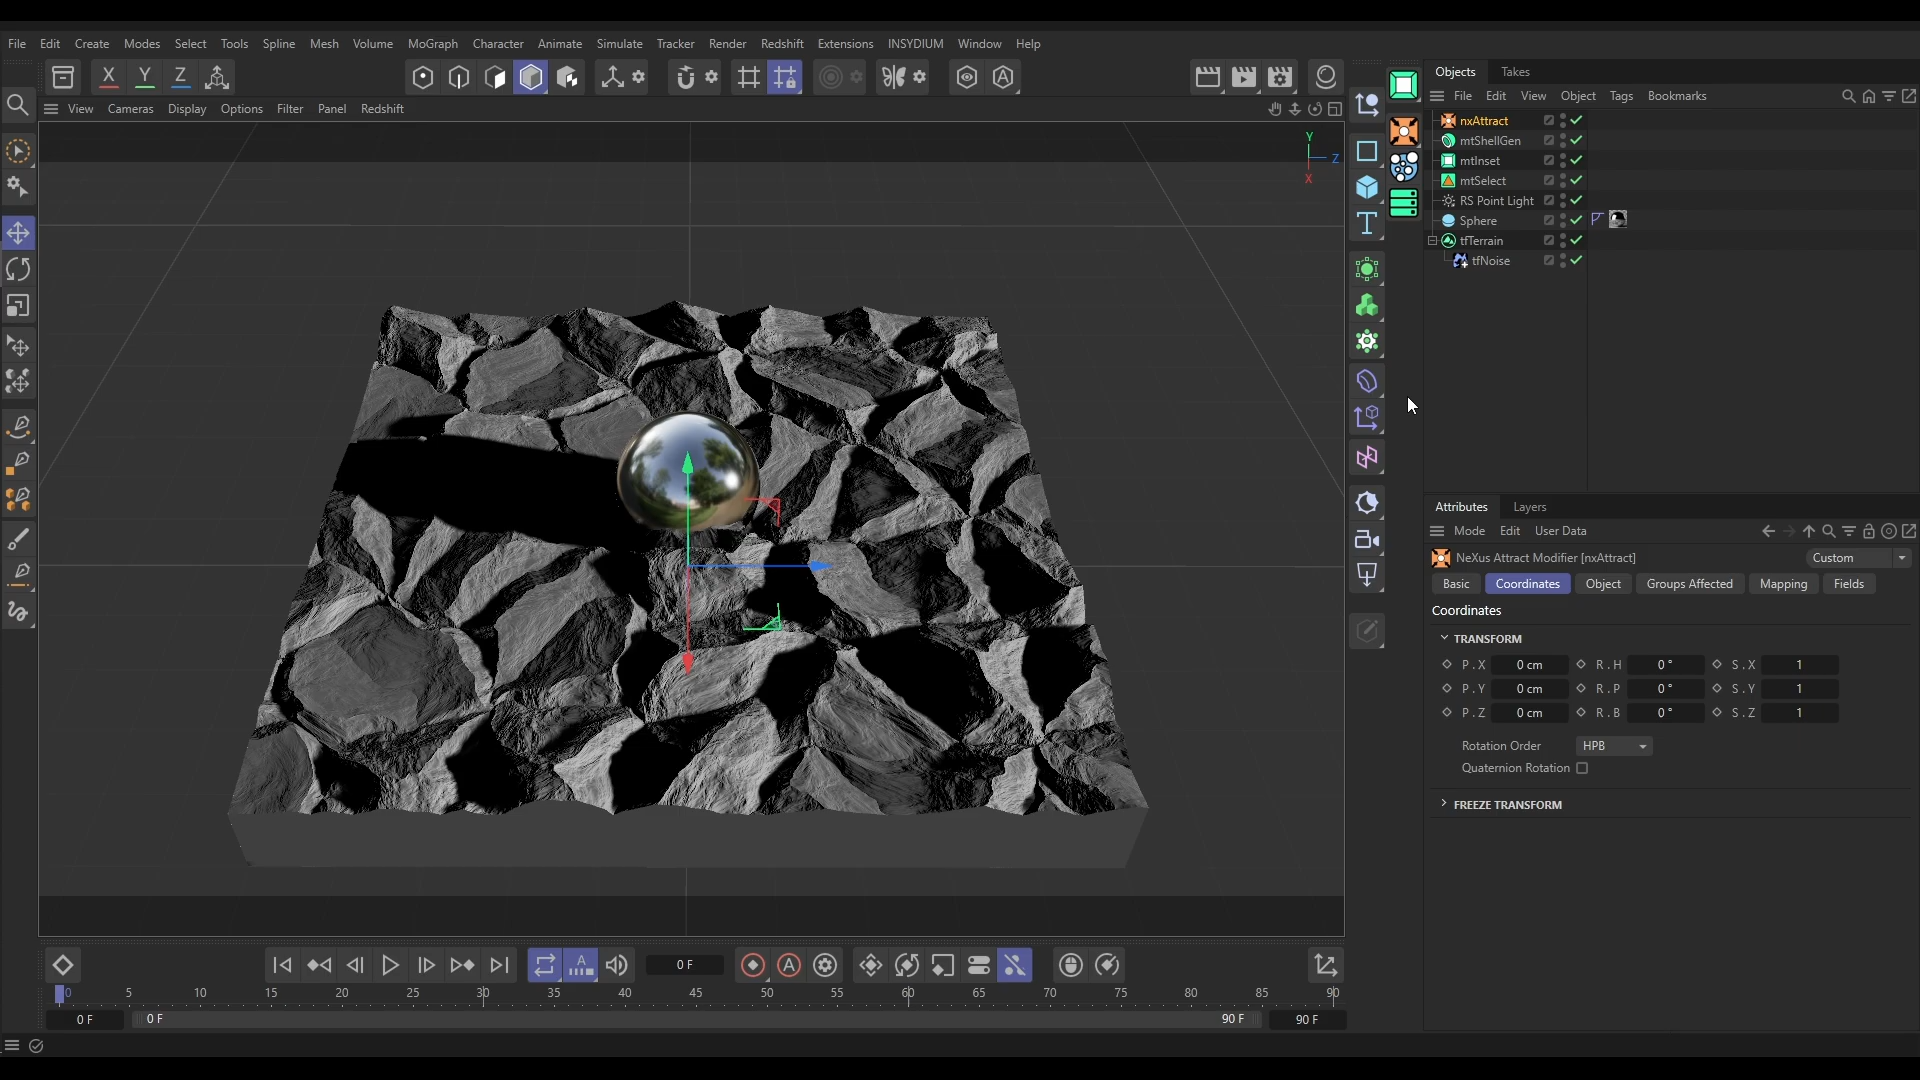 File Edit Create Modes Select Tools Spline Mesh Volume MoGraph Character Animate Simulate Tracker Render Redshift Extensions INSYDIUM Window Help
X Y Z
View Cameras Display Options Filter Panel Redshift
Y
Z
X
Objects Takes
File Edit View Object Tags Bookmarks
nxAttract
mtShellGen
mtInset
mtSelect
RS Point Light
Sphere
tfTerrain
tfNoise
Attributes Layers
Mode Edit User Data
NeXus Attract Modifier [nxAttract] Custom
Basic Coordinates Object Groups Affected Mapping Fields
Coordinates
TRANSFORM
P . X 0 cm R . H 0 ° S . X 1
P . Y 0 cm R . P 0 ° S . Y 1
P . Z 0 cm R . B 0 ° S . Z 1
Rotation Order HPB
Quaternion Rotation
FREEZE TRANSFORM
A 0 F A
0 5 10 15 20 25 30 35 40 45 50 55 60 65 70 75 80 85 90
0 F 0 F 90 F 90 F